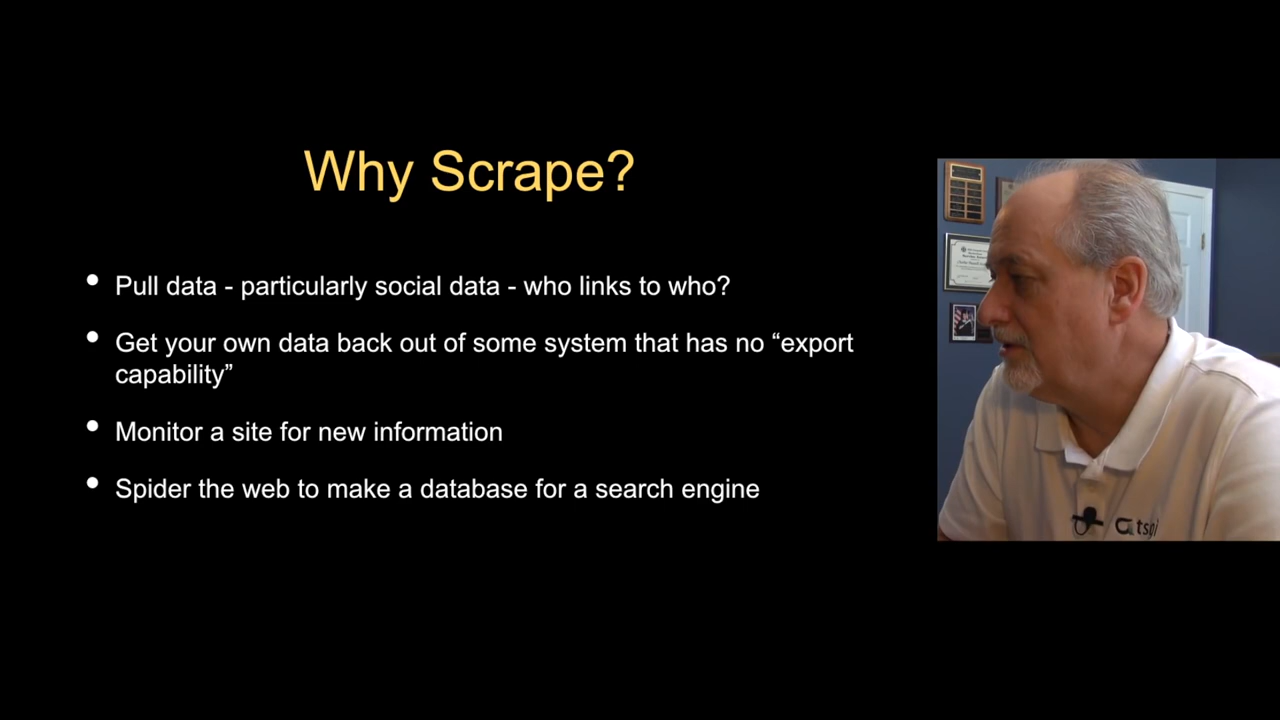 Why Scrape?
• Pull data - particularly social data - who links to who?
• Get your own data back out of some system that has no “export
capability”
• Monitor a site for new information
• Spider the web to make a database for a search engine